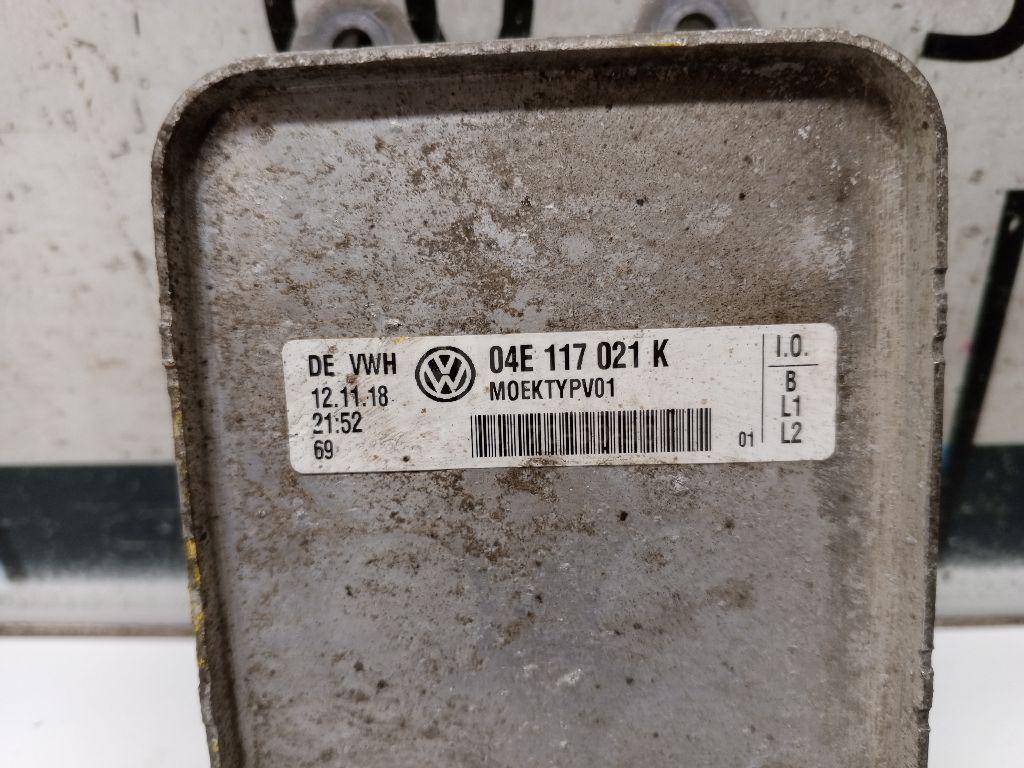 DE VWH
12.11.18
21:52
69
04E 117 021 K
MOEKTYPV01
01
I.O.
B
L1
L2